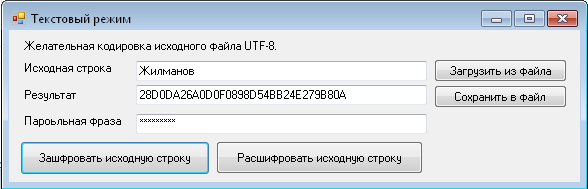 Текстовый режим
Желательная кодировка исходного файла UTF-8.
Исходная строка Жилманов Загрузить из файла
Результат 28D0DA26A0D0F0898D54BB24E279B80A Сохранить в файл
Пароьльная фраза *********
Зашфровать исходную строку Расшифровать исходную строку